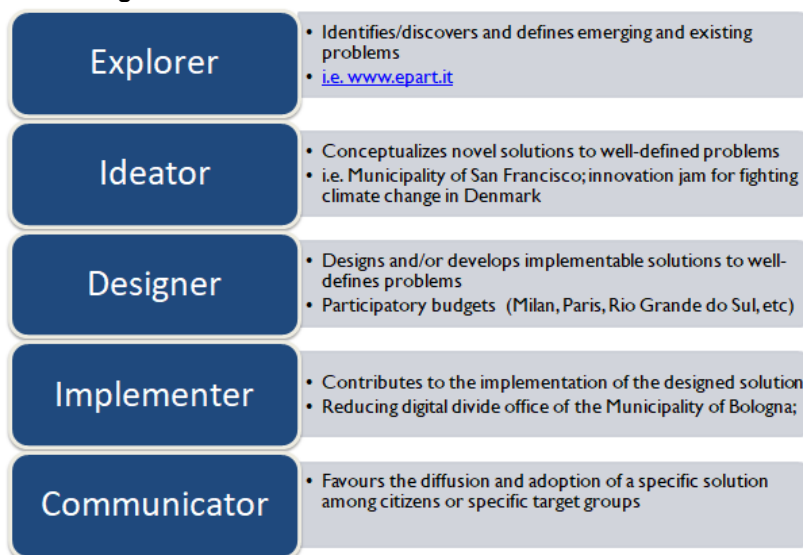 Explorer
• Identifies/discovers and defines emerging and existing
problems
• i.e. www.epart.it
Ideator
• Conceptualizes novel solutions to well-defined problems
• i.e. Municipality of San Francisco; innovation jam for fighting
climate change in Denmark
Designer
• Designs and/or develops implementable solutions to well-
defines problems
• Participatory budgets (Milan, Paris, Rio Grande do Sul, etc)
Implementer
• Contributes to the implementation of the designed solution
• Reducing digital divide office of the Municipality of Bologna;
Communicator
• Favours the diffusion and adoption of a specific solution
among citizens or specific target groups